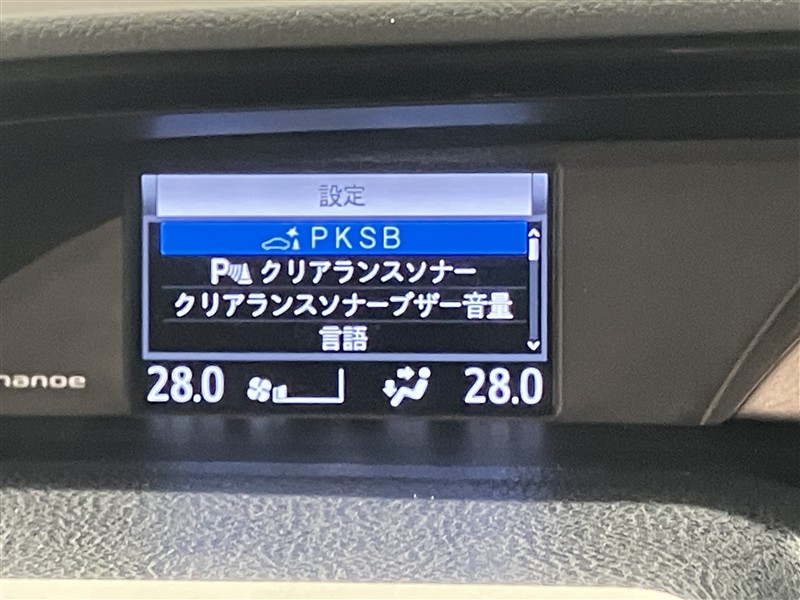 設定
PKSB
P クリアランスソナー
クリアランスソナーブザー音量
言語
nanoe
28.0 28.0